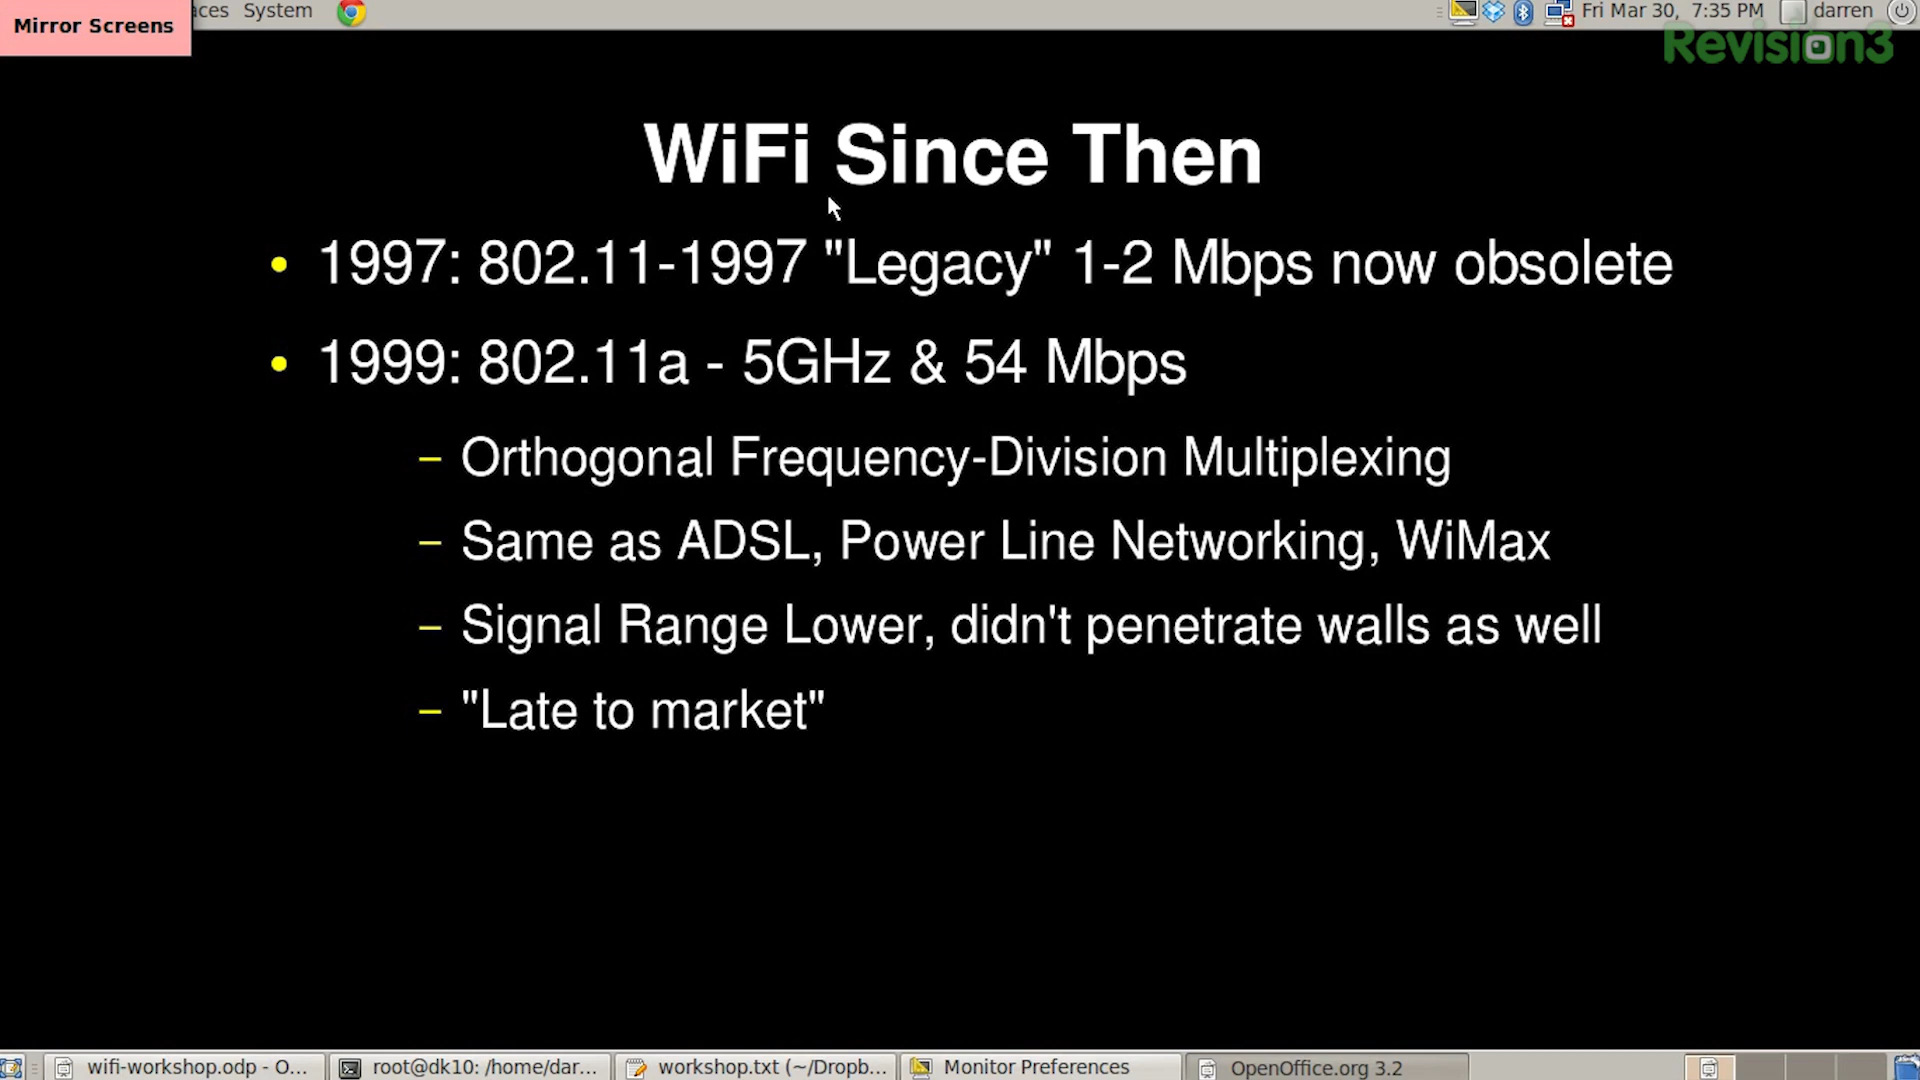 Mirror Screens
aces System
Fri Mar 30, 7:35 PM darren
Revision3
WiFi Since Then
• 1997: 802.11-1997 "Legacy" 1-2 Mbps now obsolete
• 1999: 802.11a - 5GHz & 54 Mbps
– Orthogonal Frequency-Division Multiplexing
– Same as ADSL, Power Line Networking, WiMax
– Signal Range Lower, didn't penetrate walls as well
– "Late to market"
wifi-workshop.odp - O... root@dk10: /home/dar... workshop.txt (~/Dropb... Monitor Preferences OpenOffice.org 3.2